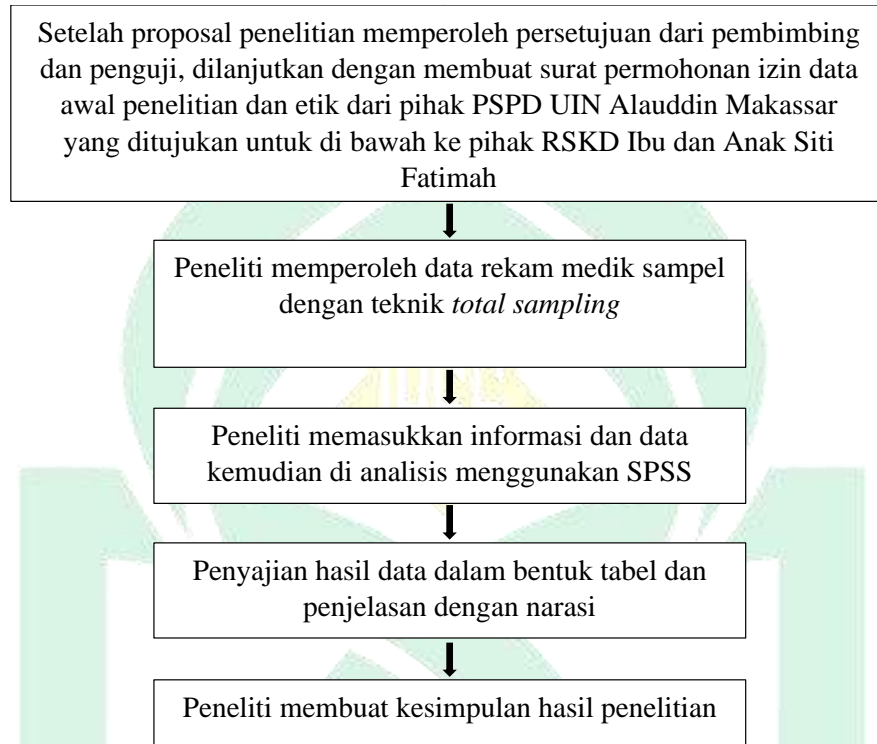 Setelah proposal penelitian memperoleh persetujuan dari pembimbing
dan penguji, dilanjutkan dengan membuat surat permohonan izin data
awal penelitian dan etik dari pihak PSPD UIN Alauddin Makassar
yang ditujukan untuk di bawah ke pihak RSKD Ibu dan Anak Siti
Fatimah
Peneliti memperoleh data rekam medik sampel
dengan teknik total sampling
Peneliti memasukkan informasi dan data
kemudian di analisis menggunakan SPSS
Penyajian hasil data dalam bentuk tabel dan
penjelasan dengan narasi
Peneliti membuat kesimpulan hasil penelitian